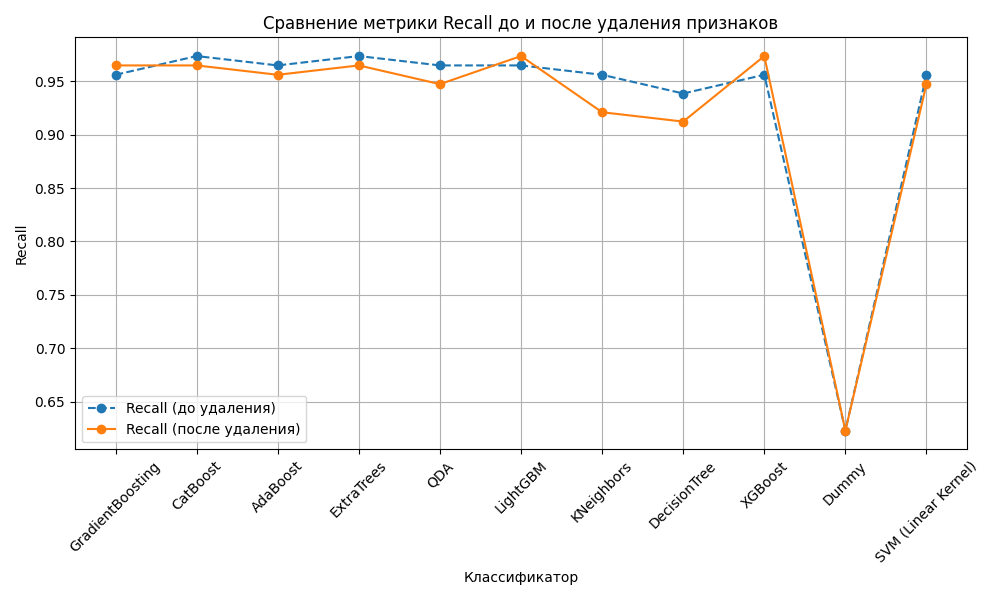 Сравнение метрики Recall до и после удаления признаков
Recall
0.95
0.90
0.85
0.80
0.75
0.70
0.65
Recall (до удаления)
Recall (после удаления)
GradientBoosting
CatBoost
AdaBoost
ExtraTrees
QDA
LightGBM
KNeighbors
DecisionTree
XGBoost
Dummy
SVM (Linear Kernel)
Классификатор